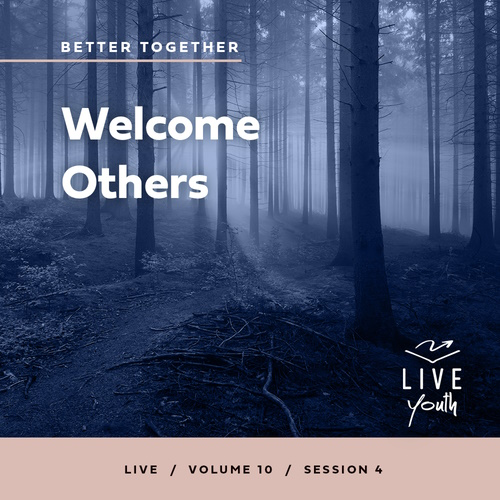 BETTER TOGETHER
Welcome
Others
LIVE
Youth
LIVE / VOLUME 10 / SESSION 4